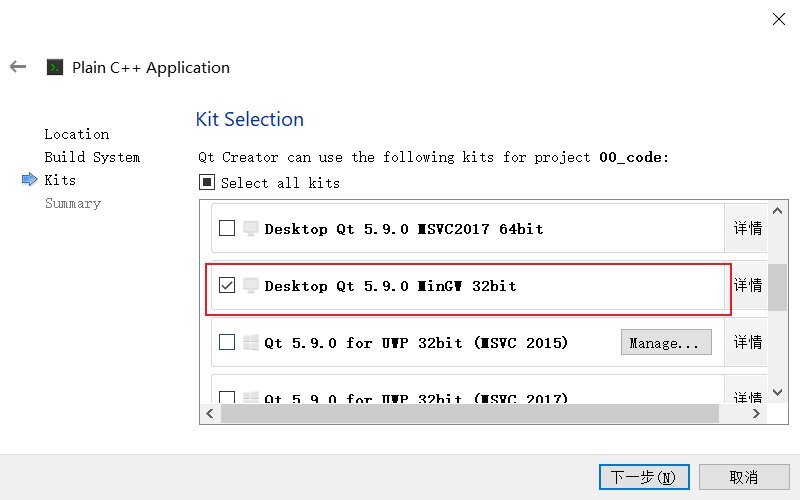 Plain C++ Application
Kit Selection
Location
Build System
Kits
Summary
Qt Creator can use the following kits for project 00_code:
Select all kits
Desktop Qt 5.9.0 MSVC2017 64bit
详情
Desktop Qt 5.9.0 MinGW 32bit
详情
Qt 5.9.0 for UWP 32bit (MSVC 2015)
Manage...
详情
Qt 5.9.0 for UWP 32bit (MSVC 2017)
详情
下一步(N)
取消